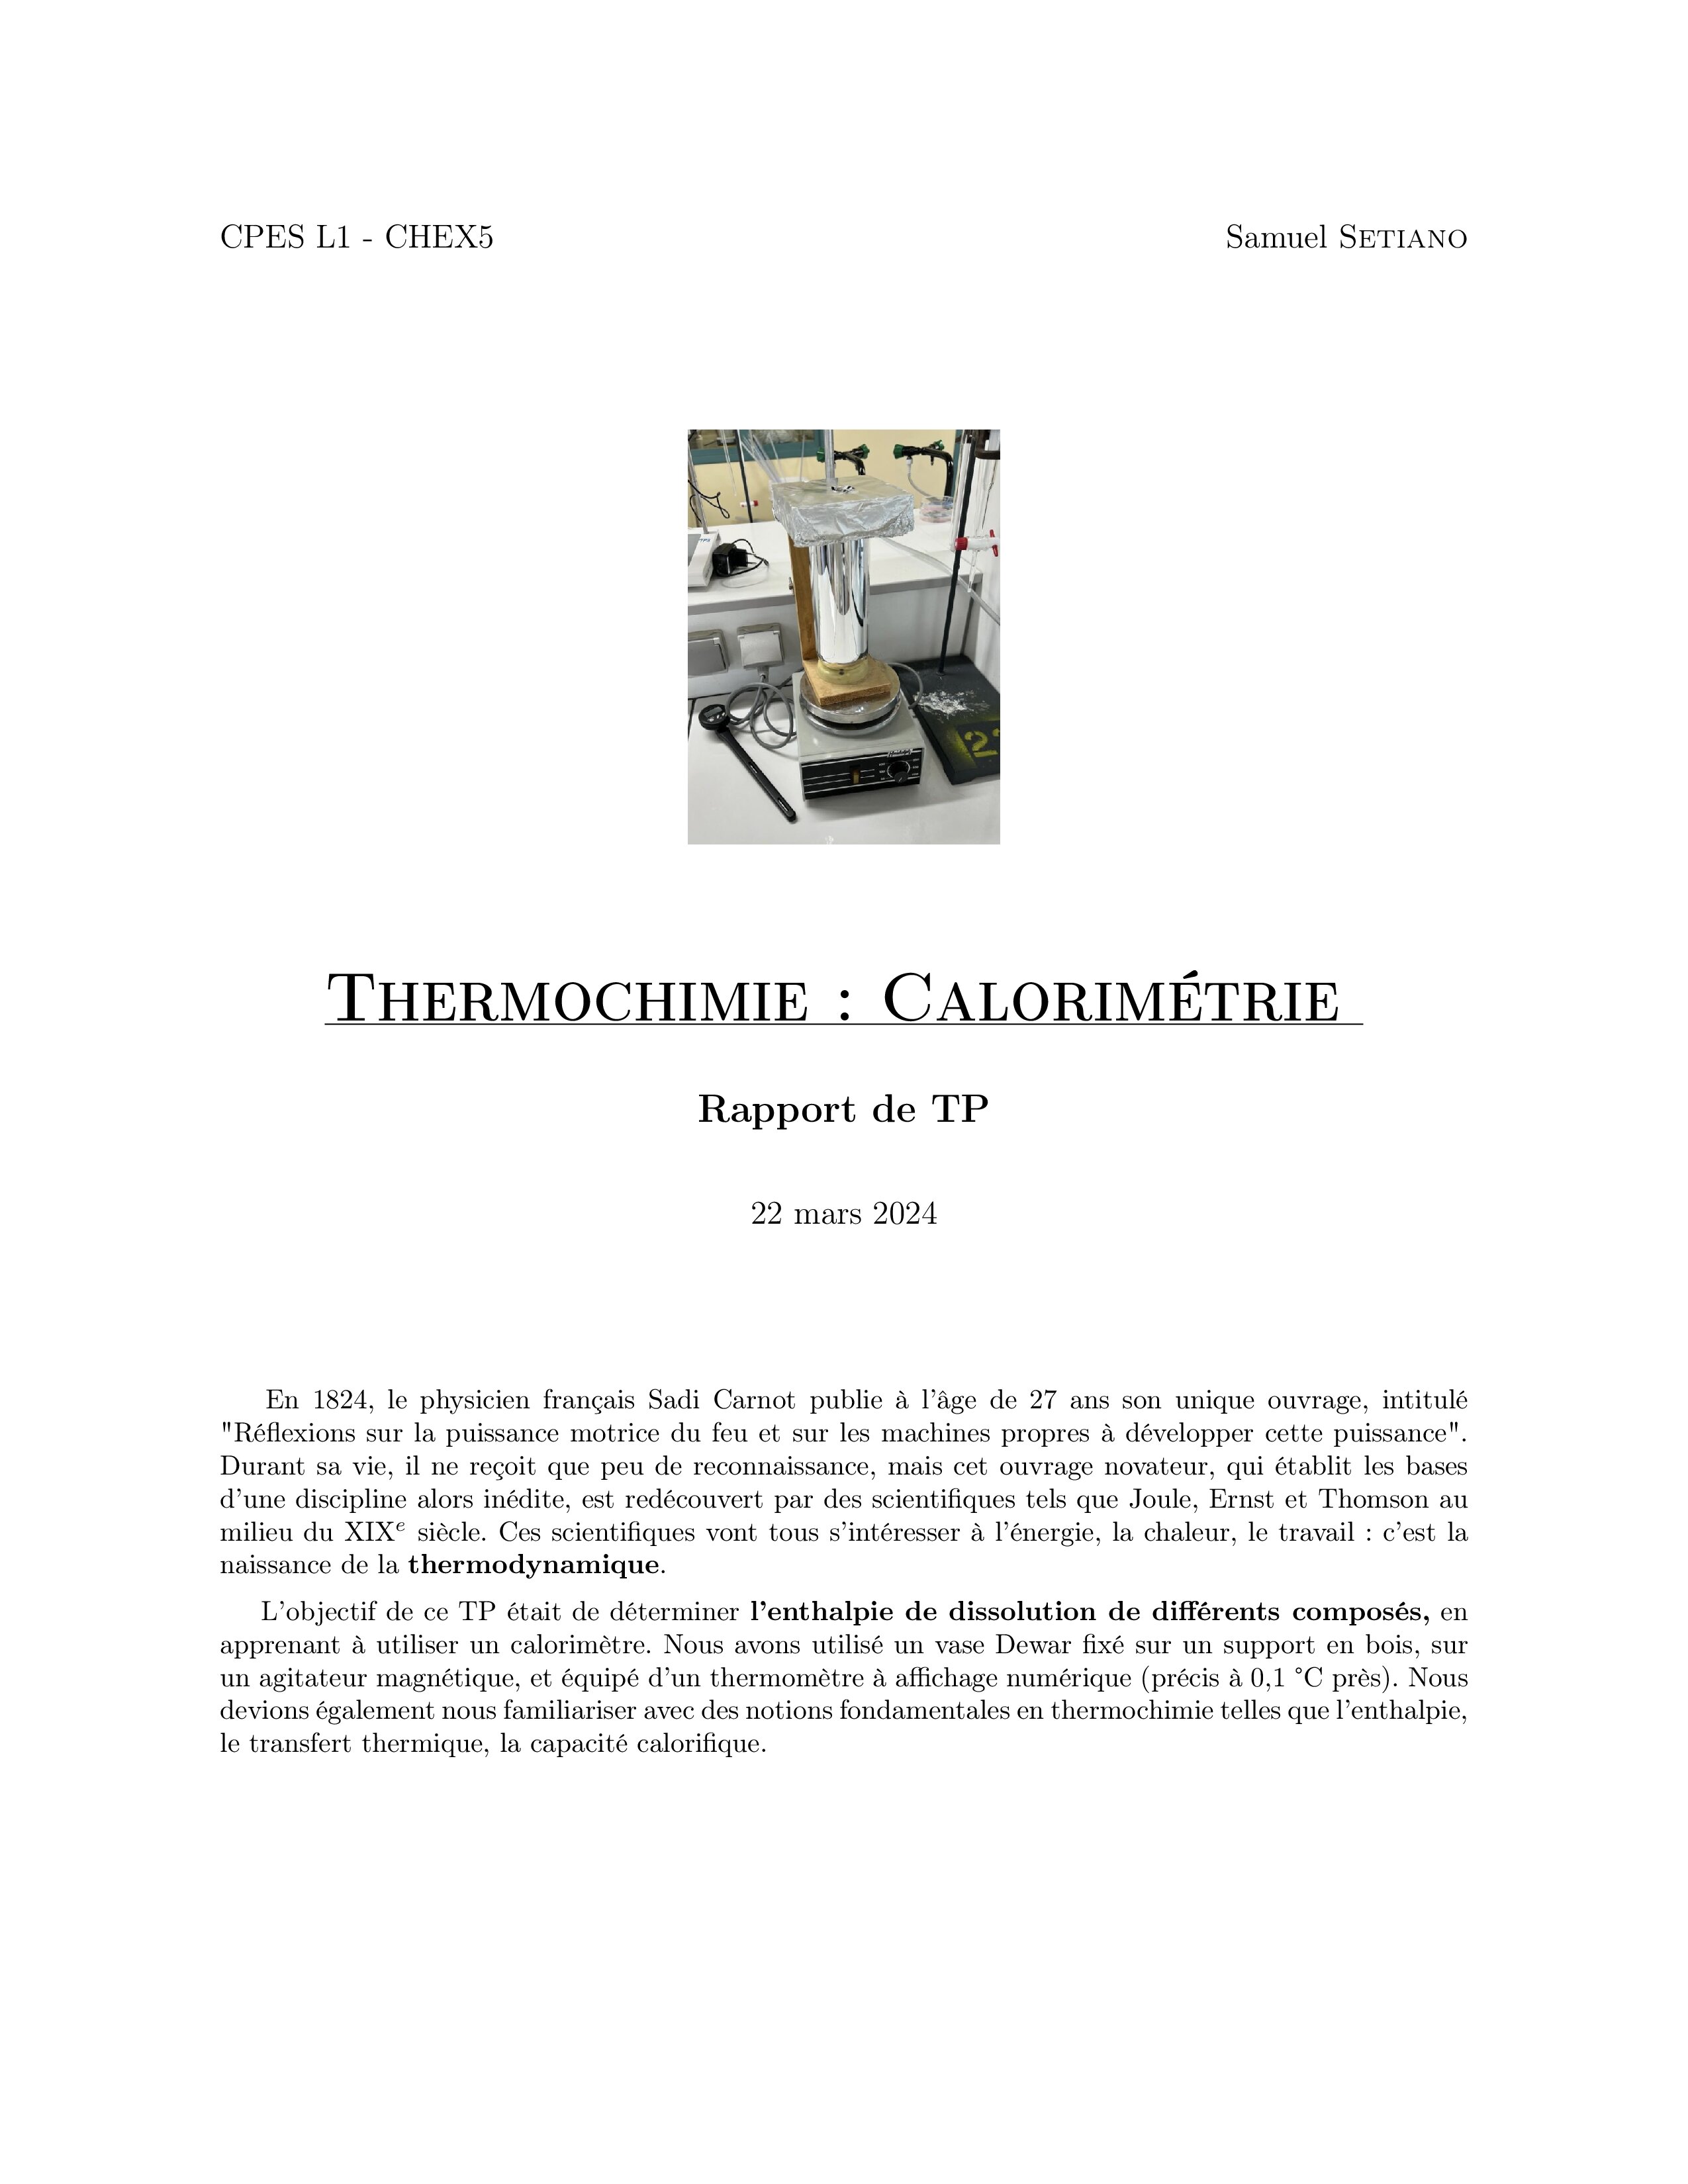 CPES L1 - CHEX5
Samuel SETIANO
22
THERMOCHIMIE : CALORIMÉTRIE
Rapport de TP
22 mars 2024
En 1824, le physicien français Sadi Carnot publie à l'âge de 27 ans son unique ouvrage, intitulé
"Réflexions sur la puissance motrice du feu et sur les machines propres à développer cette puissance".
Durant sa vie, il ne reçoit que peu de reconnaissance, mais cet ouvrage novateur, qui établit les bases
d'une discipline alors inédite, est redécouvert par des scientifiques tels que Joule, Ernst et Thomson au
milieu du XIXe siècle. Ces scientifiques vont tous s'intéresser à l'énergie, la chaleur, le travail : c'est la
naissance de la thermodynamique.
L'objectif de ce TP était de déterminer l'enthalpie de dissolution de différents composés, en
apprenant à utiliser un calorimètre. Nous avons utilisé un vase Dewar fixé sur un support en bois, sur
un agitateur magnétique, et équipé d'un thermomètre à affichage numérique (précis à 0,1 °C près). Nous
devions également nous familiariser avec des notions fondamentales en thermochimie telles que l'enthalpie,
le transfert thermique, la capacité calorifique.